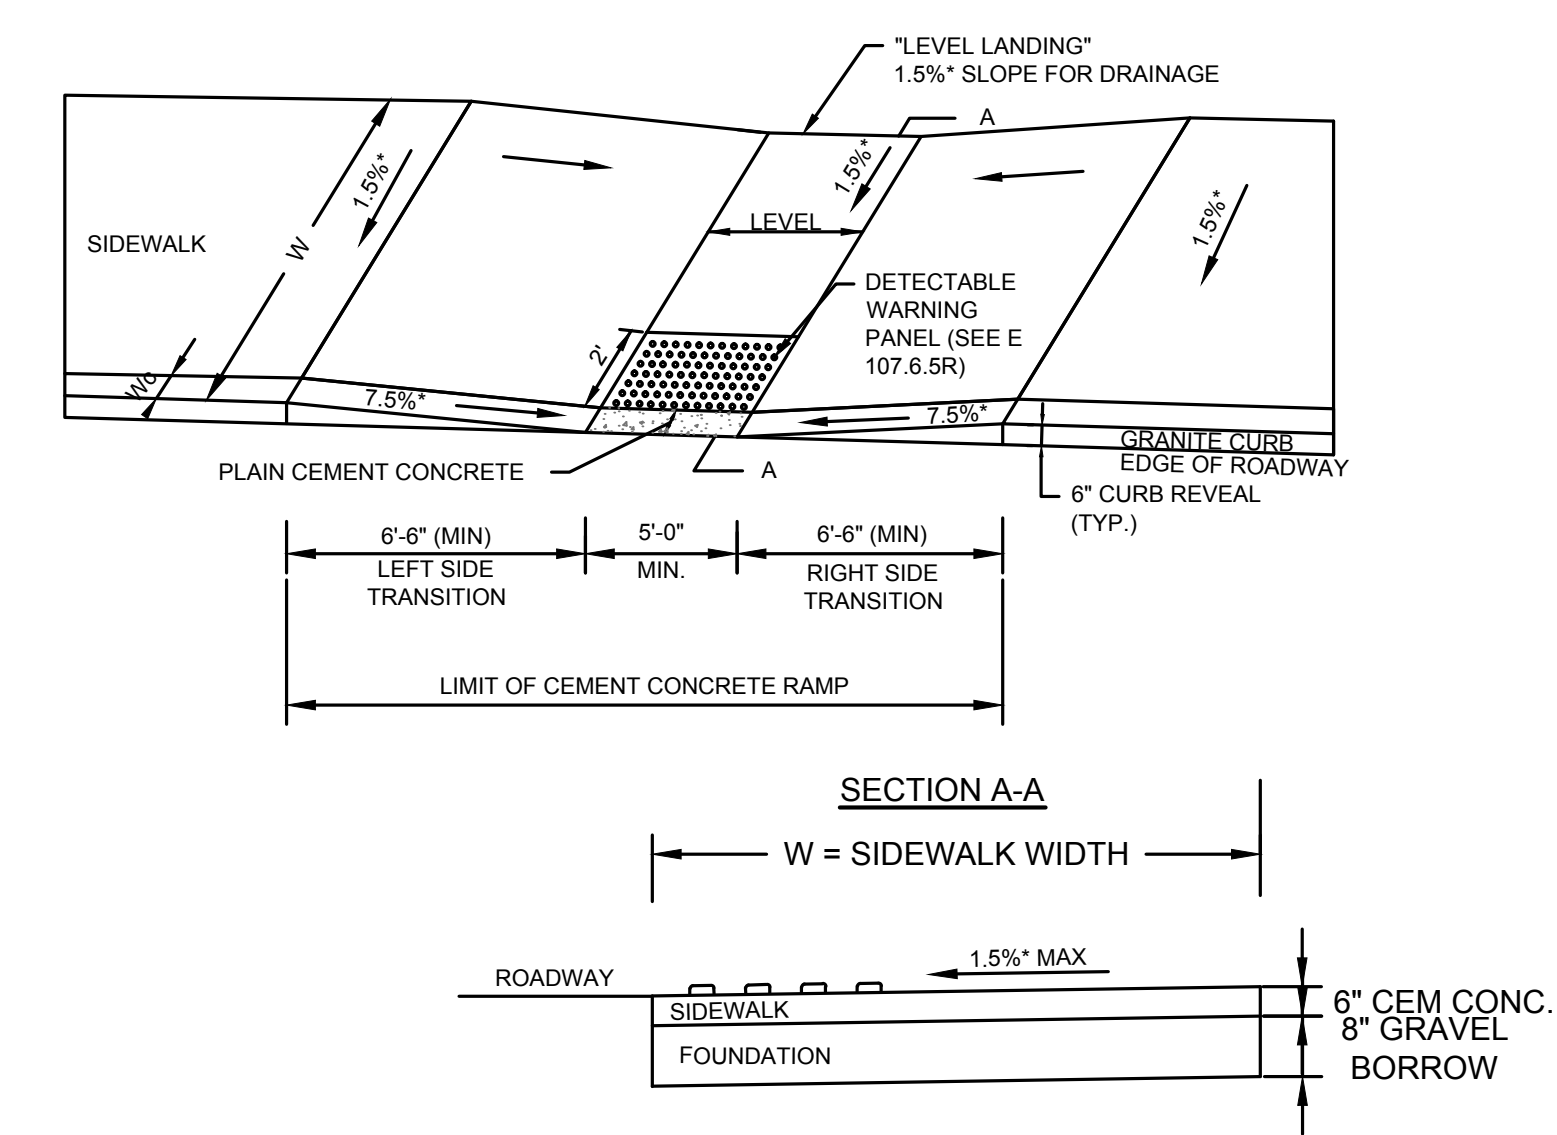 "LEVEL LANDING"
1.5%* SLOPE FOR DRAINAGE
A
1.5%*
1.5%*
1.5%*
LEVEL
SIDEWALK
W
DETECTABLE
WARNING
PANEL (SEE E
107.6.5R)
2'
Wc
7.5%*
7.5%*
GRANITE CURB
EDGE OF ROADWAY
PLAIN CEMENT CONCRETE
A
6" CURB REVEAL
(TYP.)
6'-6" (MIN)
LEFT SIDE
TRANSITION
5'-0"
MIN.
6'-6" (MIN)
RIGHT SIDE
TRANSITION
LIMIT OF CEMENT CONCRETE RAMP
SECTION A-A
W = SIDEWALK WIDTH
1.5%* MAX
ROADWAY
SIDEWALK
6" CEM CONC.
8" GRAVEL
BORROW
FOUNDATION